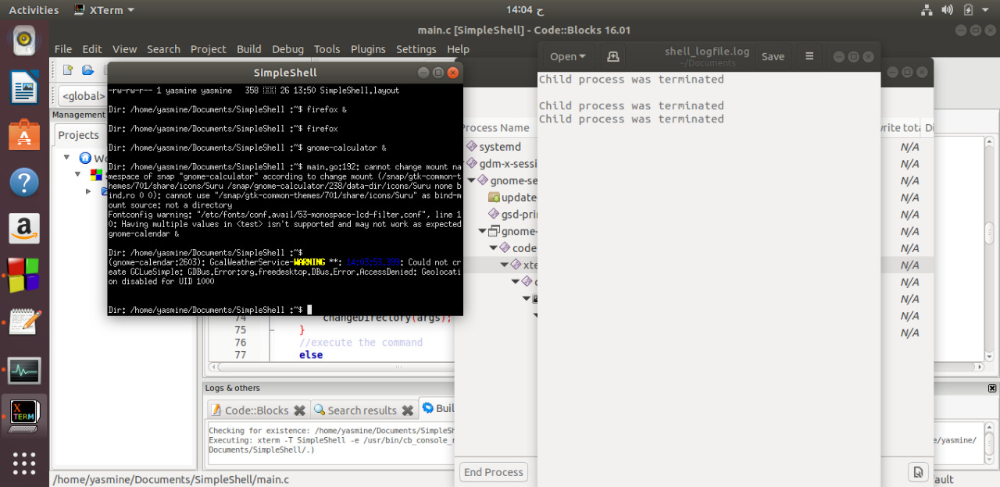 Activities
XTerm
14:04 ح
main.c [SimpleShell] - Code::Blocks 16.01
File Edit View Search Project Build Debug Tools Plugins Settings Help
<global>
Management
Projects
SimpleShell
-rw-rw-r-- 1 yasmine yasmine 358 26 13:50 SimpleShell.layout
Dir: /home/yasmine/Documents/SimpleShell :~$ firefox &
Dir: /home/yasmine/Documents/SimpleShell :~$ firefox
Dir: /home/yasmine/Documents/SimpleShell :~$ gnome-calculator &
Dir: /home/yasmine/Documents/SimpleShell :~$ main.go:192: cannot change mount na
mespace of snap "gnome-calculator" according to change mount (/snap/gtk-common-t
hemes/701/share/icons/Suru /snap/gnome-calculator/238/data-dir/icons/Suru none b
ind,ro 0 0): cannot use "/snap/gtk-common-themes/701/share/icons/Suru" as bind-m
ount source: not a directory
Fontconfig warning: "/etc/fonts/conf.avail/53-monospace-lcd-filter.conf", line 1
0: Having multiple values in <test> isn't supported and may not work as expected
gnome-calendar &
Dir: /home/yasmine/Documents/SimpleShell :~$
(gnome-calendar:2603): GcalWeatherService-WARNING **: 14:03:53.399: Could not cr
eate GCLueSimple: GDBus.Error:org.freedesktop.DBus.Error.AccessDenied: Geolocati
on disabled for UID 1000
Dir: /home/yasmine/Documents/SimpleShell :~$
74 changeDirectory(args);
75 }
76 //execute the command
77 else
Logs & others
Code::Blocks
Search results
Buil
Checking for existence: /home/yasmine/Documents/SimpleSh
Executing: xterm -T SimpleShell -e /usr/bin/cb_console_r
Documents/SimpleShell/.)
e/yasmine/
/home/yasmine/Documents/SimpleShell/main.c
ault
Process Name
systemd
gdm-x-sessi
gnome-se
update
gsd-pri
gnome-
code
xte
N/A
N/A
N/A
N/A
N/A
N/A
N/A
N/A
N/A
N/A
N/A
N/A
End Process
Open
shell_logfile.log
~/Documents
Save
Child process was terminated
Child process was terminated
Child process was terminated